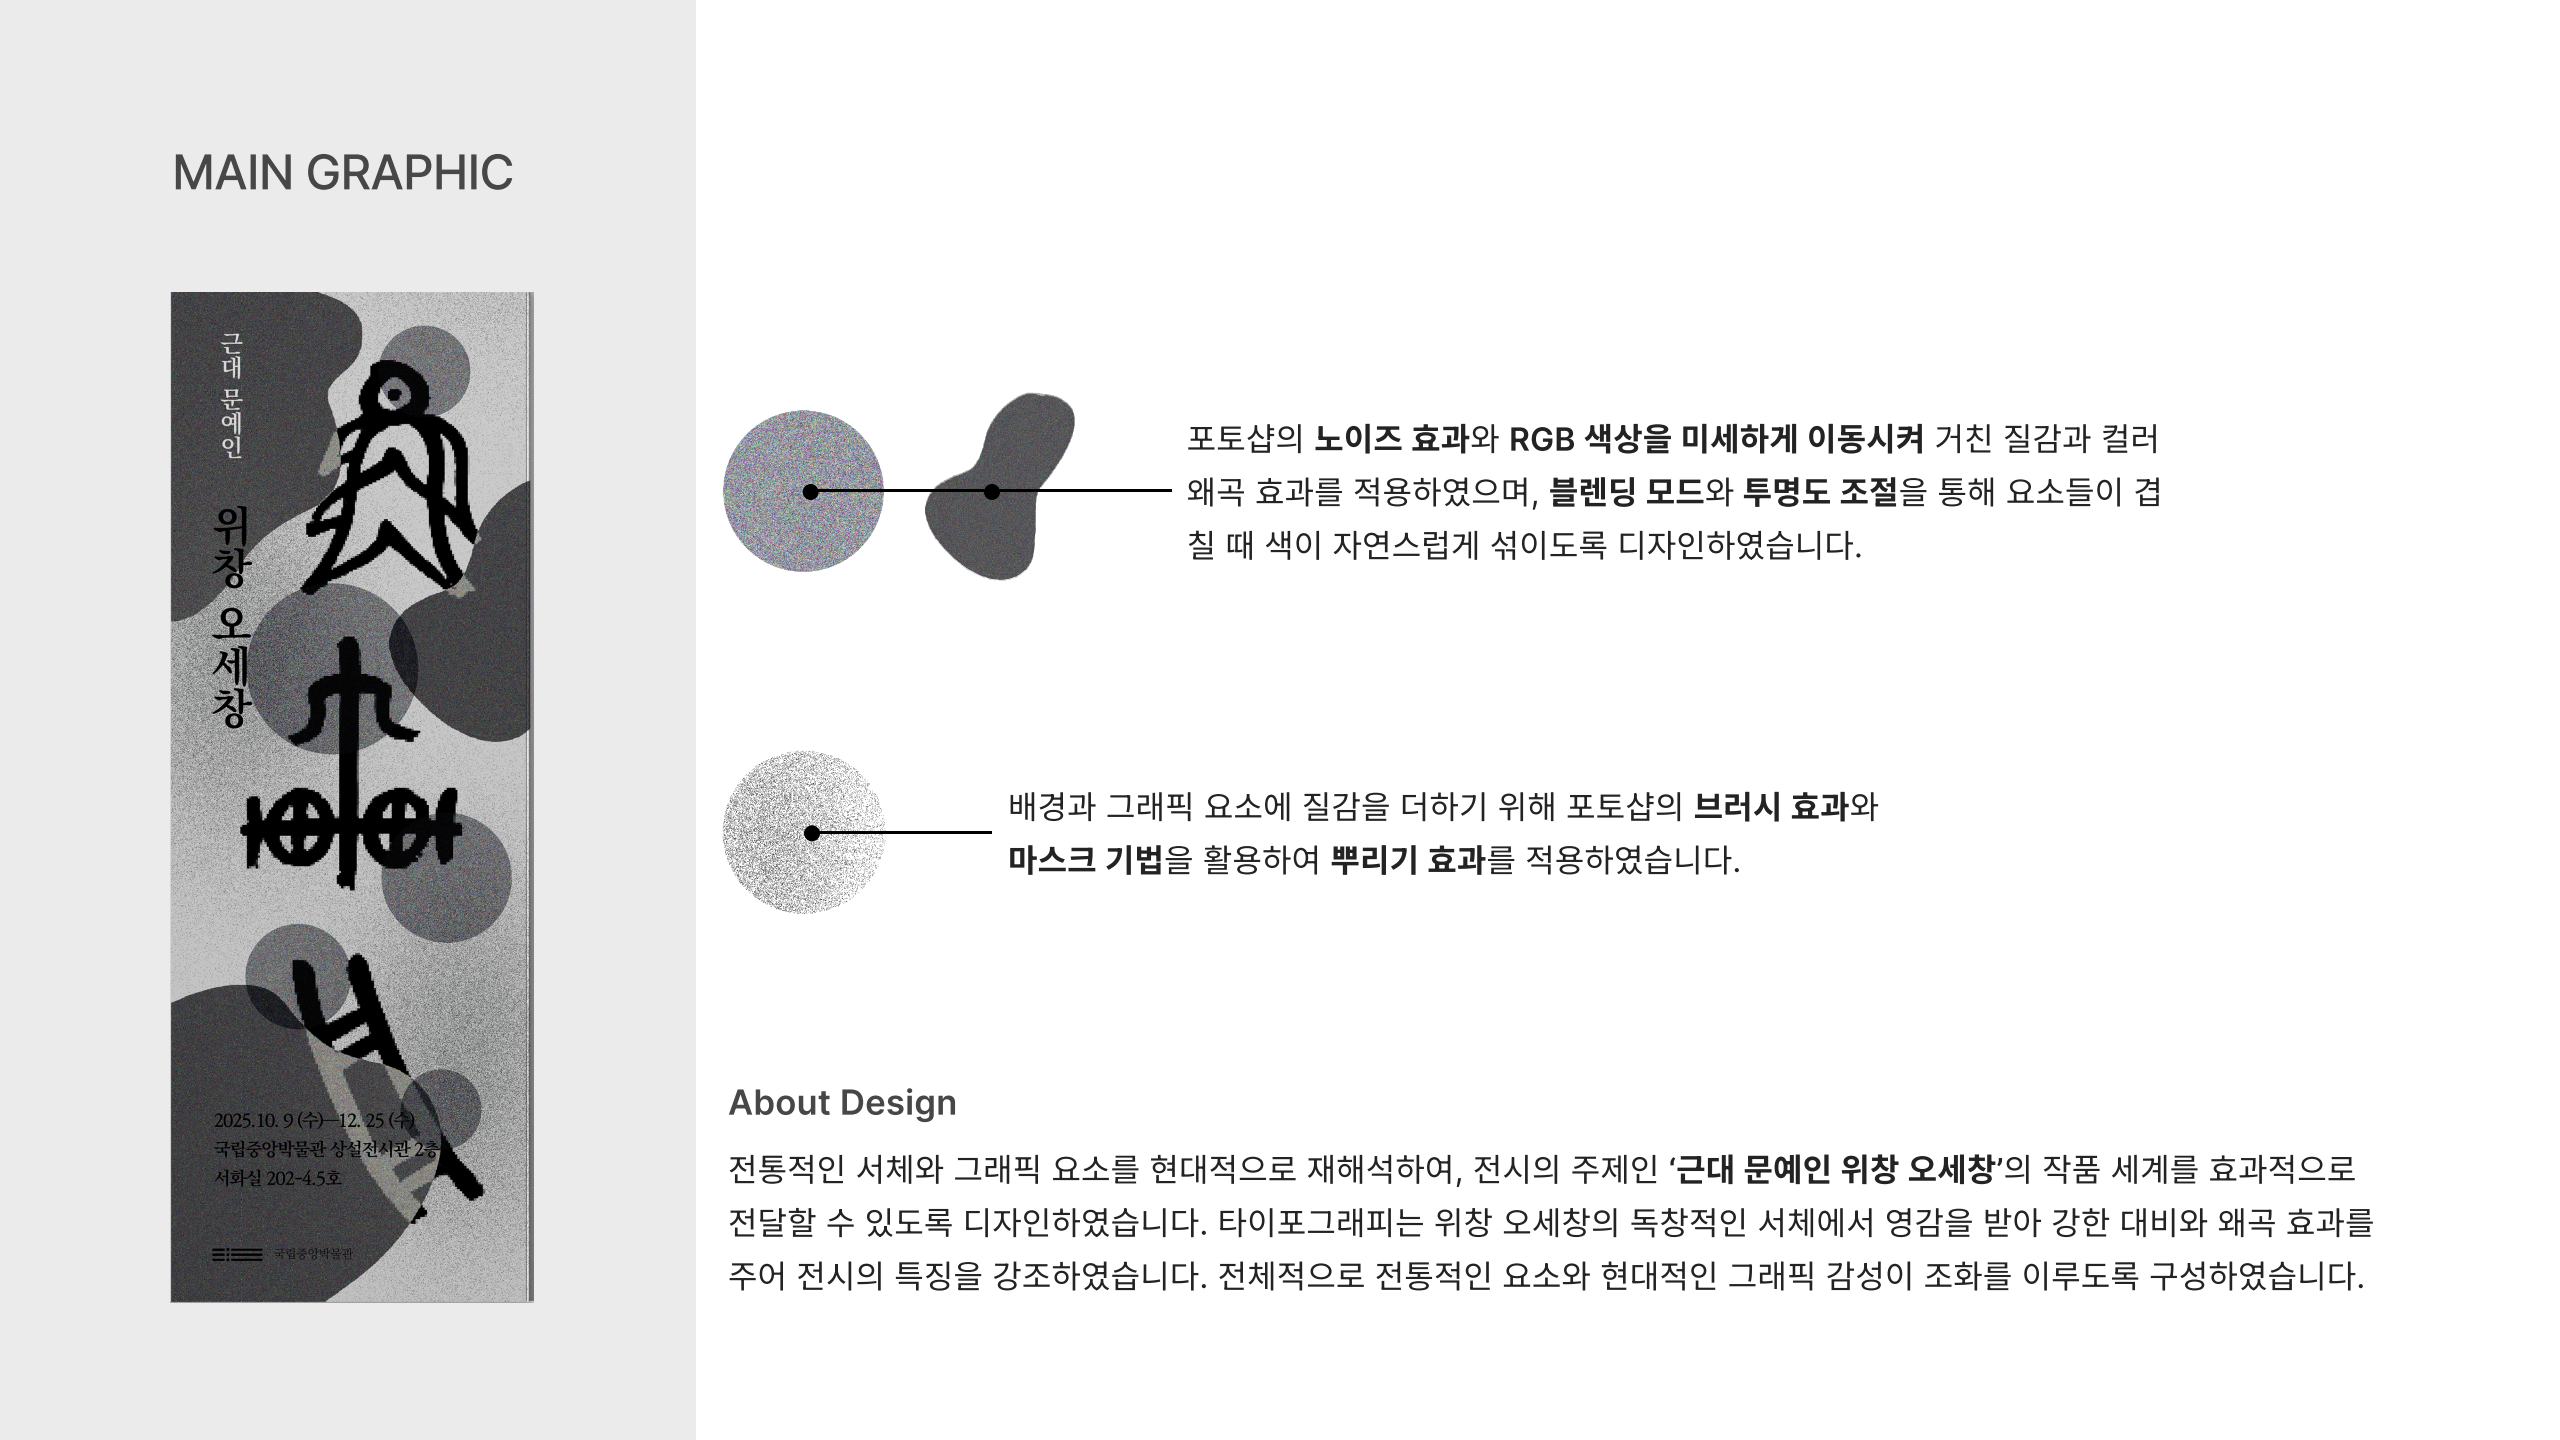 MAIN GRAPHIC
근대 문예인
위창 오세창
2025.10. 9 (수)—12. 25 (수)
국립중앙박물관 상설전시관 2층
서화실 202-4.5호
국립중앙박물관
포토샵의 노이즈 효과와 RGB 색상을 미세하게 이동시켜 거친 질감과 컬러
왜곡 효과를 적용하였으며, 블렌딩 모드와 투명도 조절을 통해 요소들이 겹
칠 때 색이 자연스럽게 섞이도록 디자인하였습니다.
배경과 그래픽 요소에 질감을 더하기 위해 포토샵의 브러시 효과와
마스크 기법을 활용하여 뿌리기 효과를 적용하였습니다.
About Design
전통적인 서체와 그래픽 요소를 현대적으로 재해석하여, 전시의 주제인 ‘근대 문예인 위창 오세창’의 작품 세계를 효과적으로
전달할 수 있도록 디자인하였습니다. 타이포그래피는 위창 오세창의 독창적인 서체에서 영감을 받아 강한 대비와 왜곡 효과를
주어 전시의 특징을 강조하였습니다. 전체적으로 전통적인 요소와 현대적인 그래픽 감성이 조화를 이루도록 구성하였습니다.